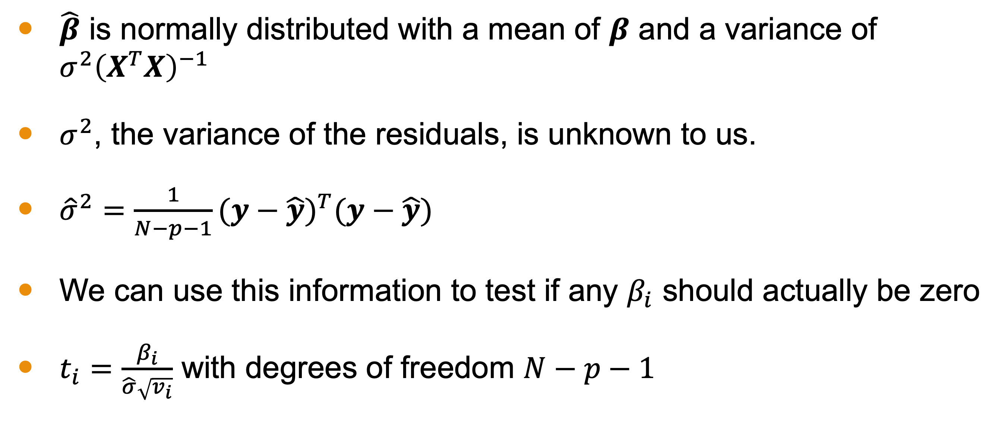 • $\hat{\boldsymbol{\beta}}$ is normally distributed with a mean of $\boldsymbol{\beta}$ and a variance of
$\sigma^2(\boldsymbol{X}^T\boldsymbol{X})^{-1}$
• $\sigma^2$, the variance of the residuals, is unknown to us.
• $\hat{\sigma}^2 = \frac{1}{N-p-1}(\boldsymbol{y}-\hat{\boldsymbol{y}})^T(\boldsymbol{y}-\hat{\boldsymbol{y}})$
• We can use this information to test if any $\beta_i$ should actually be zero
• $t_i = \frac{\beta_i}{\hat{\sigma}\sqrt{v_i}}$ with degrees of freedom $N-p-1$